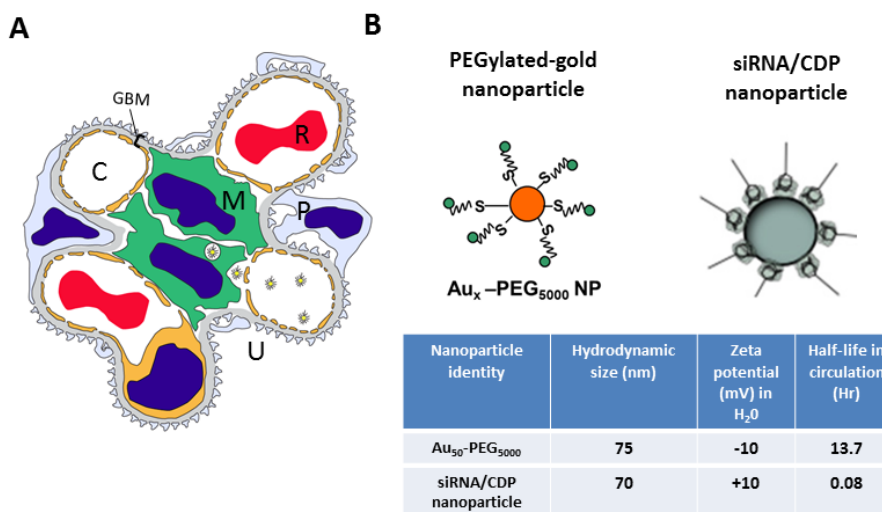 A
GBM
C
R
M
P
U
B
PEGylated-gold
nanoparticle
siRNA/CDP
nanoparticle
S
S
S
S
S
S
Auₓ –PEG₅₀₀₀ NP
Nanoparticle
identity
Hydrodynamic
size (nm)
Zeta
potential
(mV) in
H₂0
Half-life in
circulation
(Hr)
Au₅₀-PEG₅₀₀₀
75
-10
13.7
siRNA/CDP
nanoparticle
70
+10
0.08